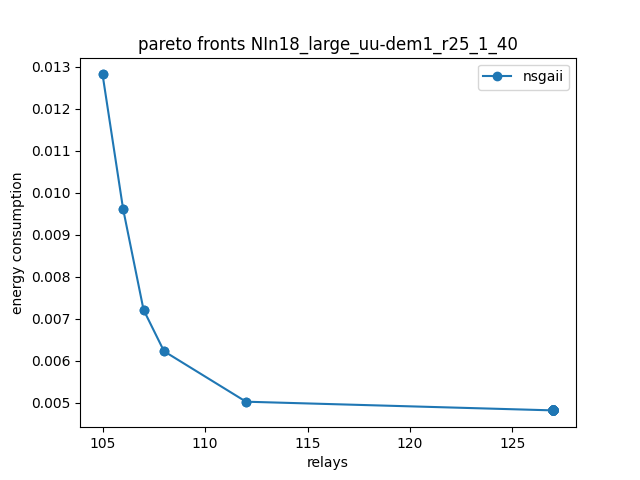 pareto fronts NIn18_large_uu-dem1_r25_1_40
nsgaii
0.013
0.012
0.011
0.010
0.009
0.008
0.007
0.006
0.005
energy consumption
105 110 115 120 125
relays